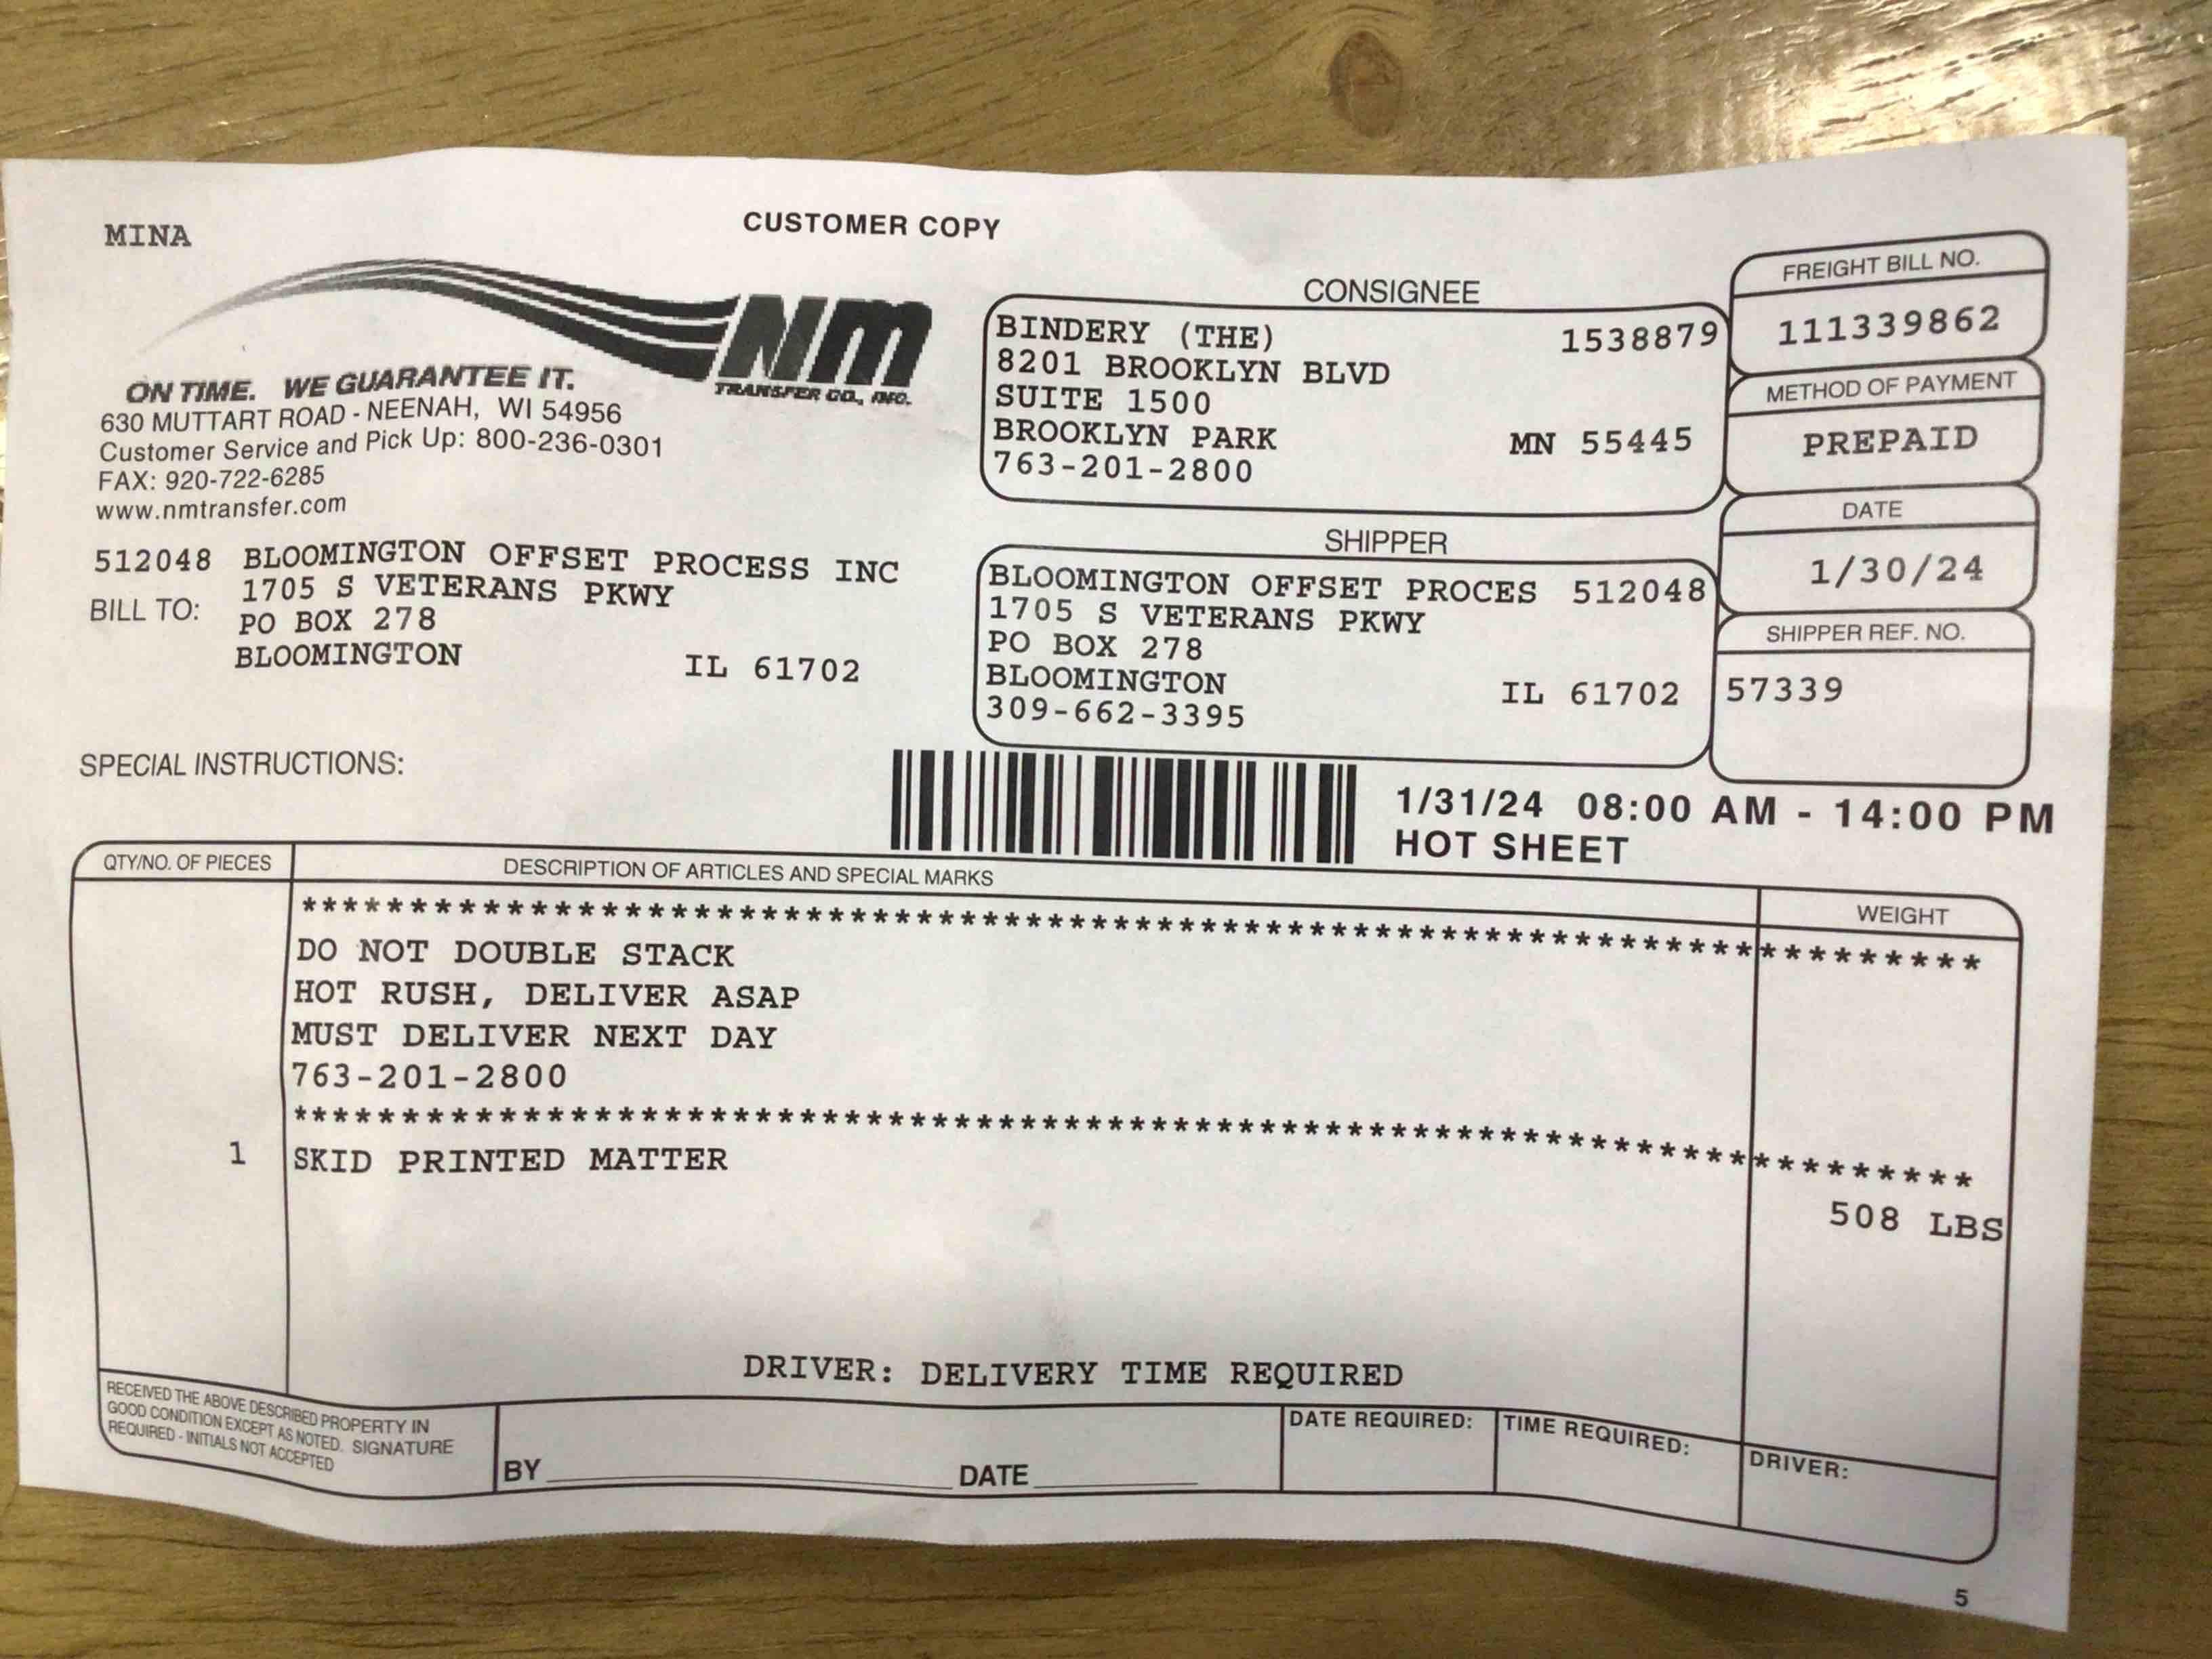 MINA
CUSTOMER COPY
NM
TRANSFER CO., INC.
ON TIME. WE GUARANTEE IT.
630 MUTTART ROAD - NEENAH, WI 54956
Customer Service and Pick Up: 800-236-0301
FAX: 920-722-6285
www.nmtransfer.com
CONSIGNEE
BINDERY (THE) 1538879
8201 BROOKLYN BLVD
SUITE 1500
BROOKLYN PARK MN 55445
763-201-2800
FREIGHT BILL NO.
111339862
METHOD OF PAYMENT
PREPAID
DATE
1/30/24
SHIPPER REF. NO.
57339
512048 BLOOMINGTON OFFSET PROCESS INC
BILL TO: 1705 S VETERANS PKWY
PO BOX 278
BLOOMINGTON IL 61702
SHIPPER
BLOOMINGTON OFFSET PROCES 512048
1705 S VETERANS PKWY
PO BOX 278
BLOOMINGTON IL 61702
309-662-3395
SPECIAL INSTRUCTIONS:
1/31/24 08:00 AM - 14:00 PM
HOT SHEET
QTY/NO. OF PIECES DESCRIPTION OF ARTICLES AND SPECIAL MARKS WEIGHT
**************************************************************************
DO NOT DOUBLE STACK
HOT RUSH, DELIVER ASAP
MUST DELIVER NEXT DAY
763-201-2800
**************************************************************************
1 SKID PRINTED MATTER 508 LBS
DRIVER: DELIVERY TIME REQUIRED
RECEIVED THE ABOVE DESCRIBED PROPERTY IN
GOOD CONDITION EXCEPT AS NOTED. SIGNATURE
REQUIRED - INITIALS NOT ACCEPTED
BY DATE
DATE REQUIRED: TIME REQUIRED: DRIVER:
5